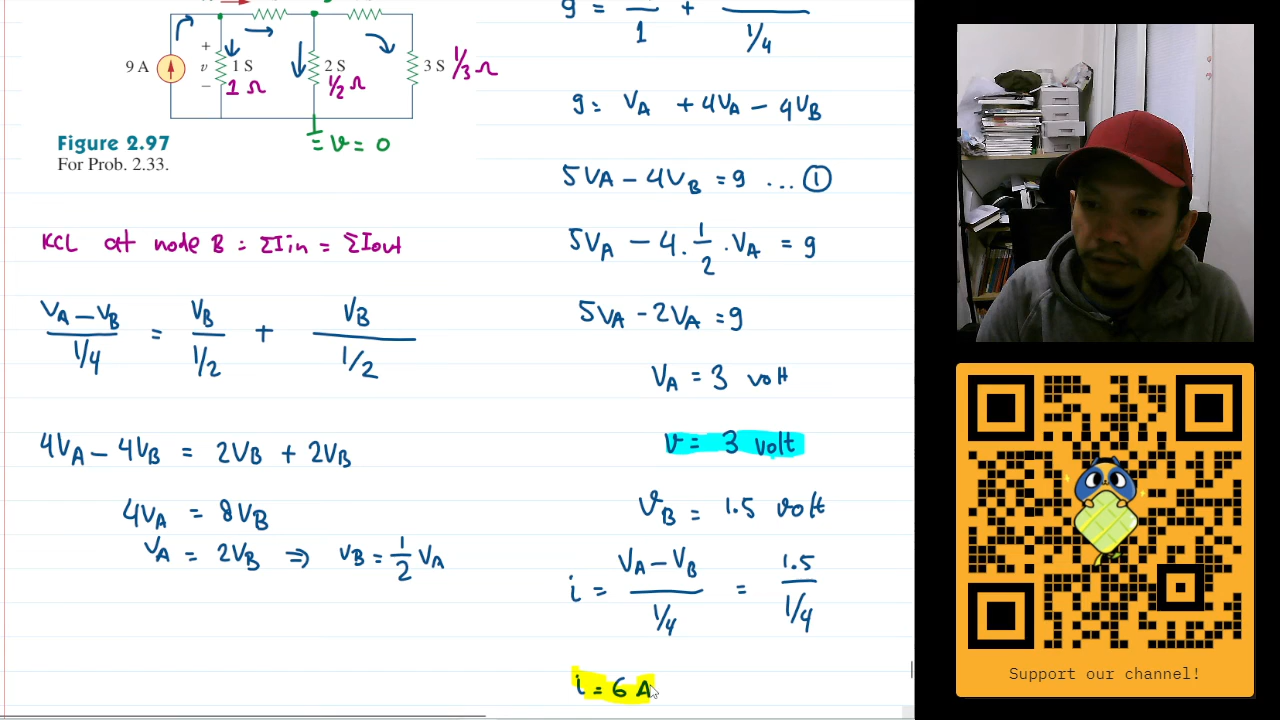 9 = — + —
1 1/4
9 A
+
v
−
1 S
1 Ω
2 S
1/2 Ω
3 S 1/3 Ω
= v = 0
Figure 2.97
For Prob. 2.33.
KCL at node B = ΣIin = ΣIout
(VA − VB)/(1/4) = VB/(1/2) + VB/(1/2)
4VA − 4VB = 2VB + 2VB
4VA = 8VB
VA = 2VB ⇒ VB = 1/2 VA
9 = VA + 4VA − 4VB
5VA − 4VB = 9 ... ①
5VA − 4 . 1/2 . VA = 9
5VA - 2VA = 9
VA = 3 volt
v = 3 volt
vB = 1.5 volt
i = (VA − VB)/(1/4) = 1.5/(1/4)
i = 6 A
Support our channel!